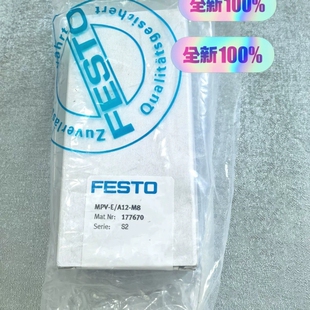 全新100%
全新100%
Qualitätsgesichert
FESTO
Zuverlä
FESTO
MPV-E/A12-M8
Mat Nr: 177670
Serie: S2